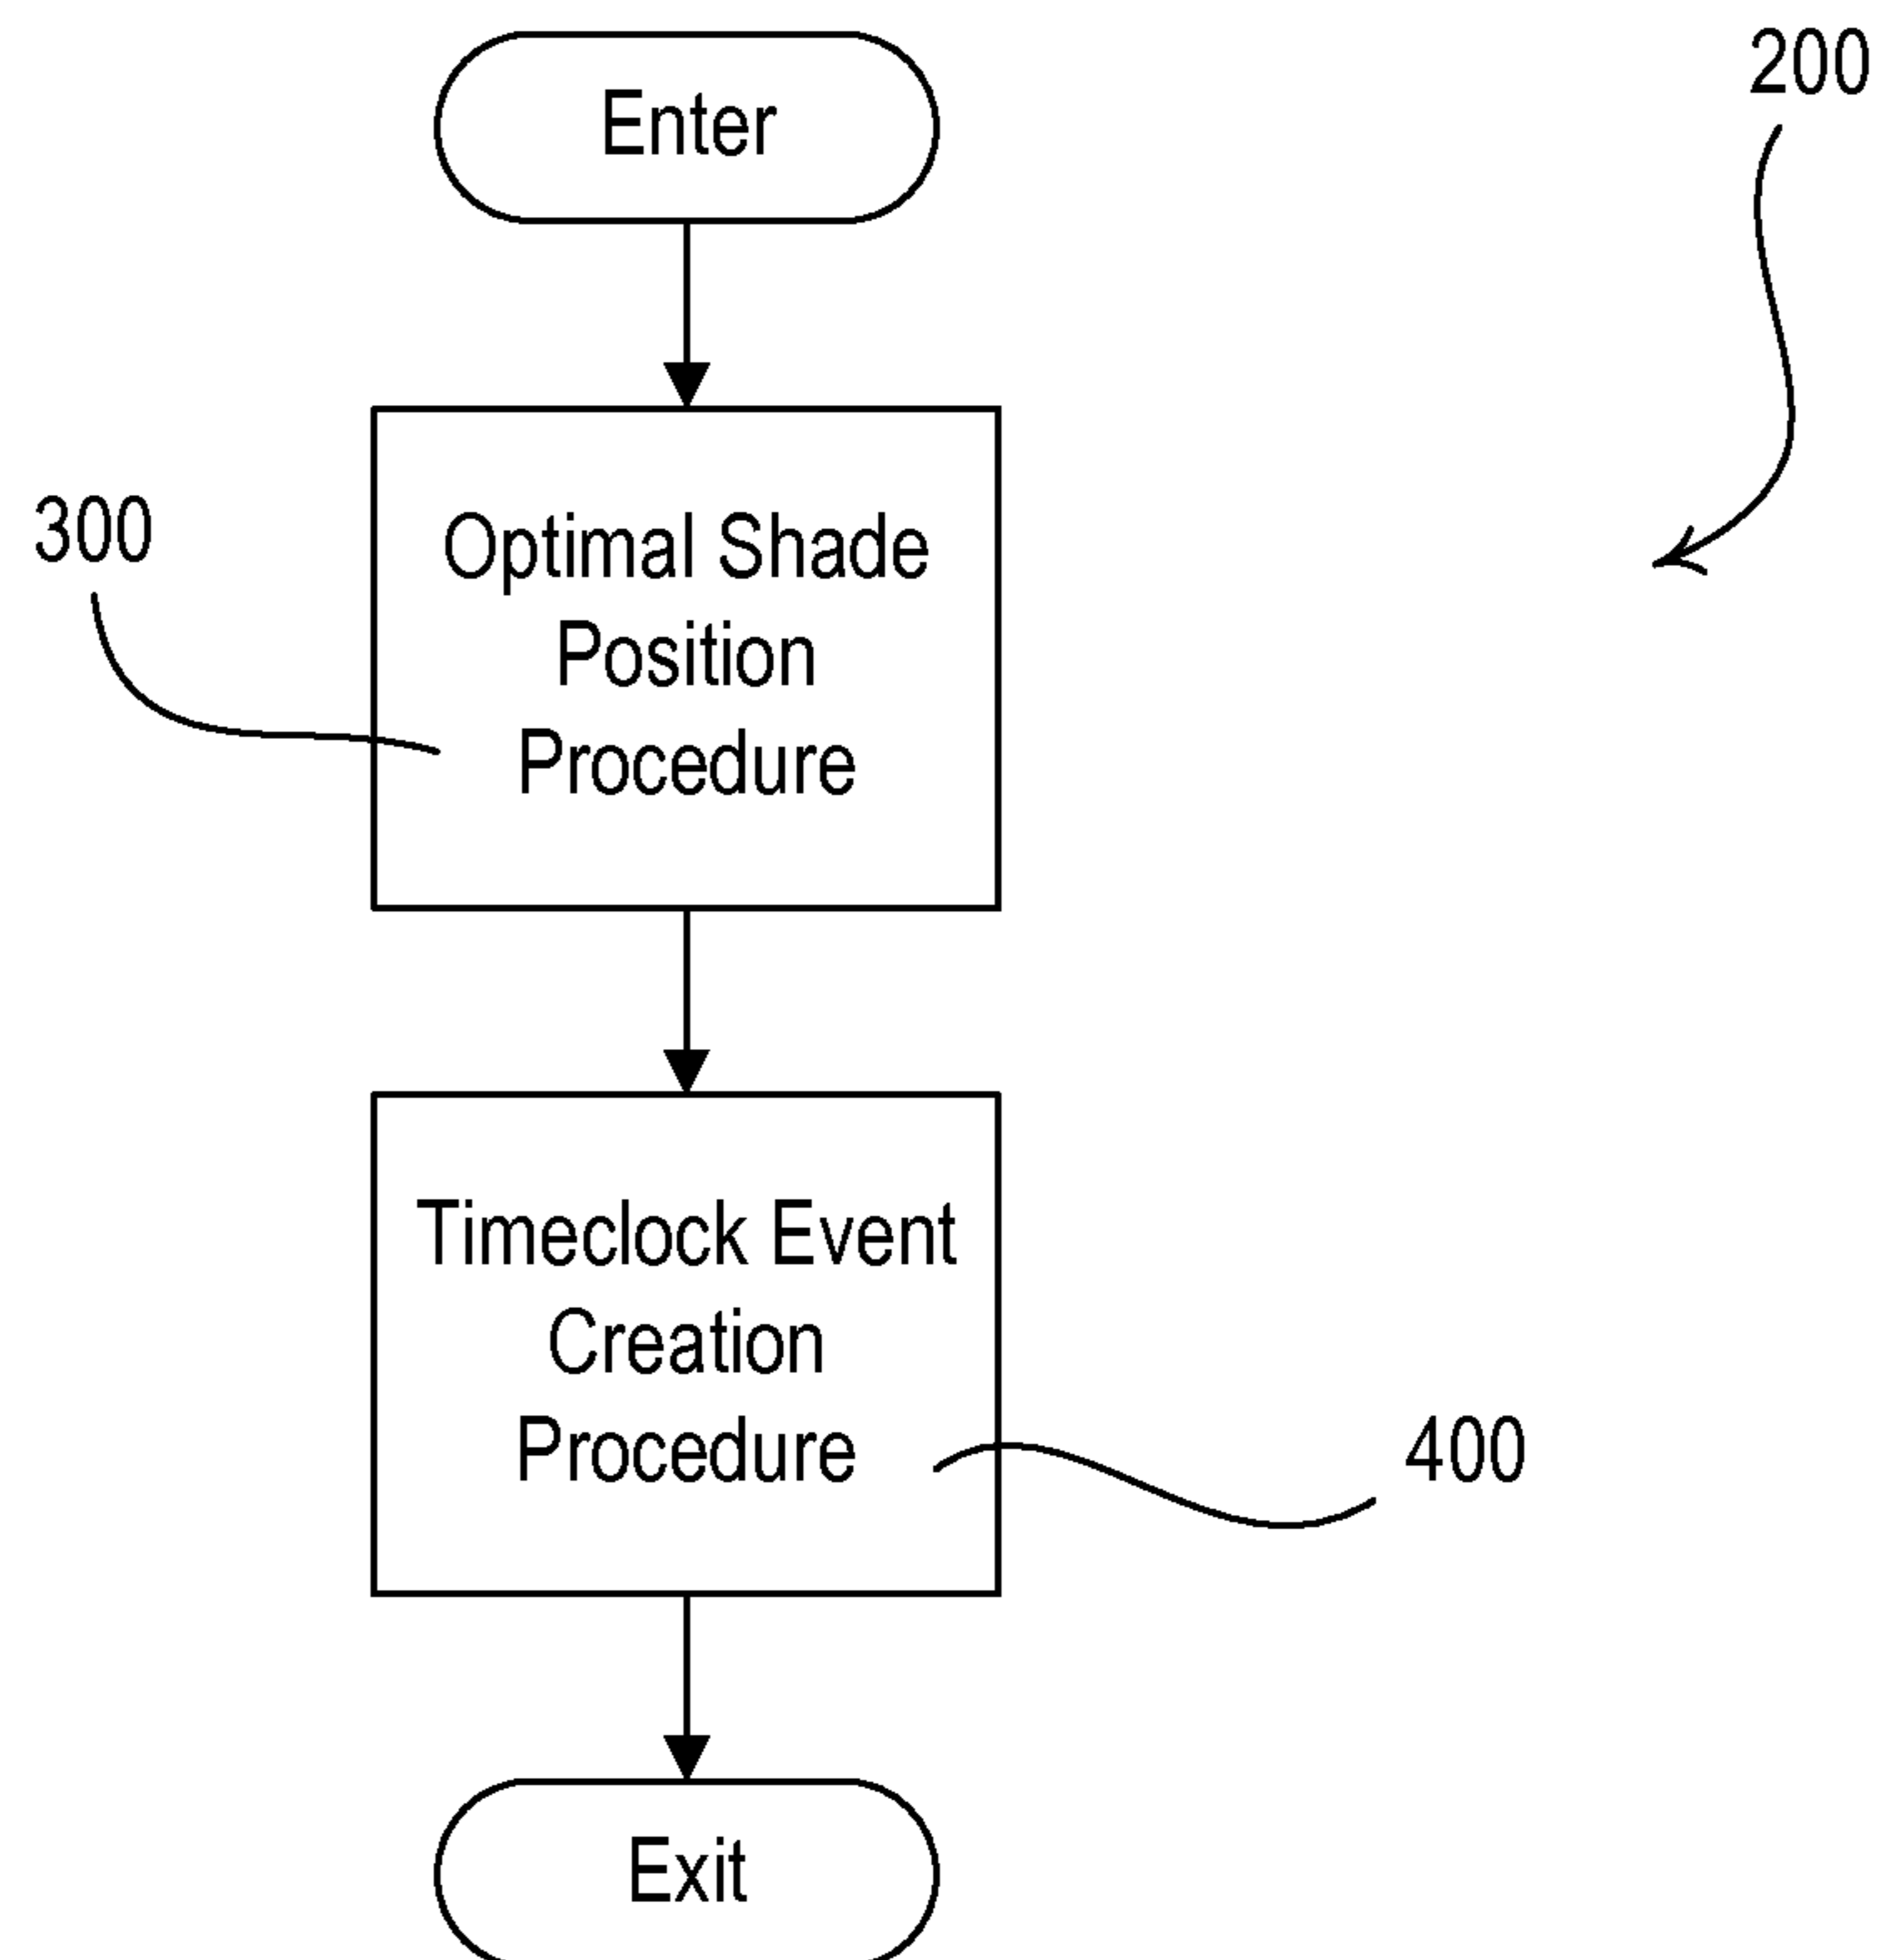 Enter
200
300
Optimal Shade
Position
Procedure
Timeclock Event
Creation
Procedure
400
Exit